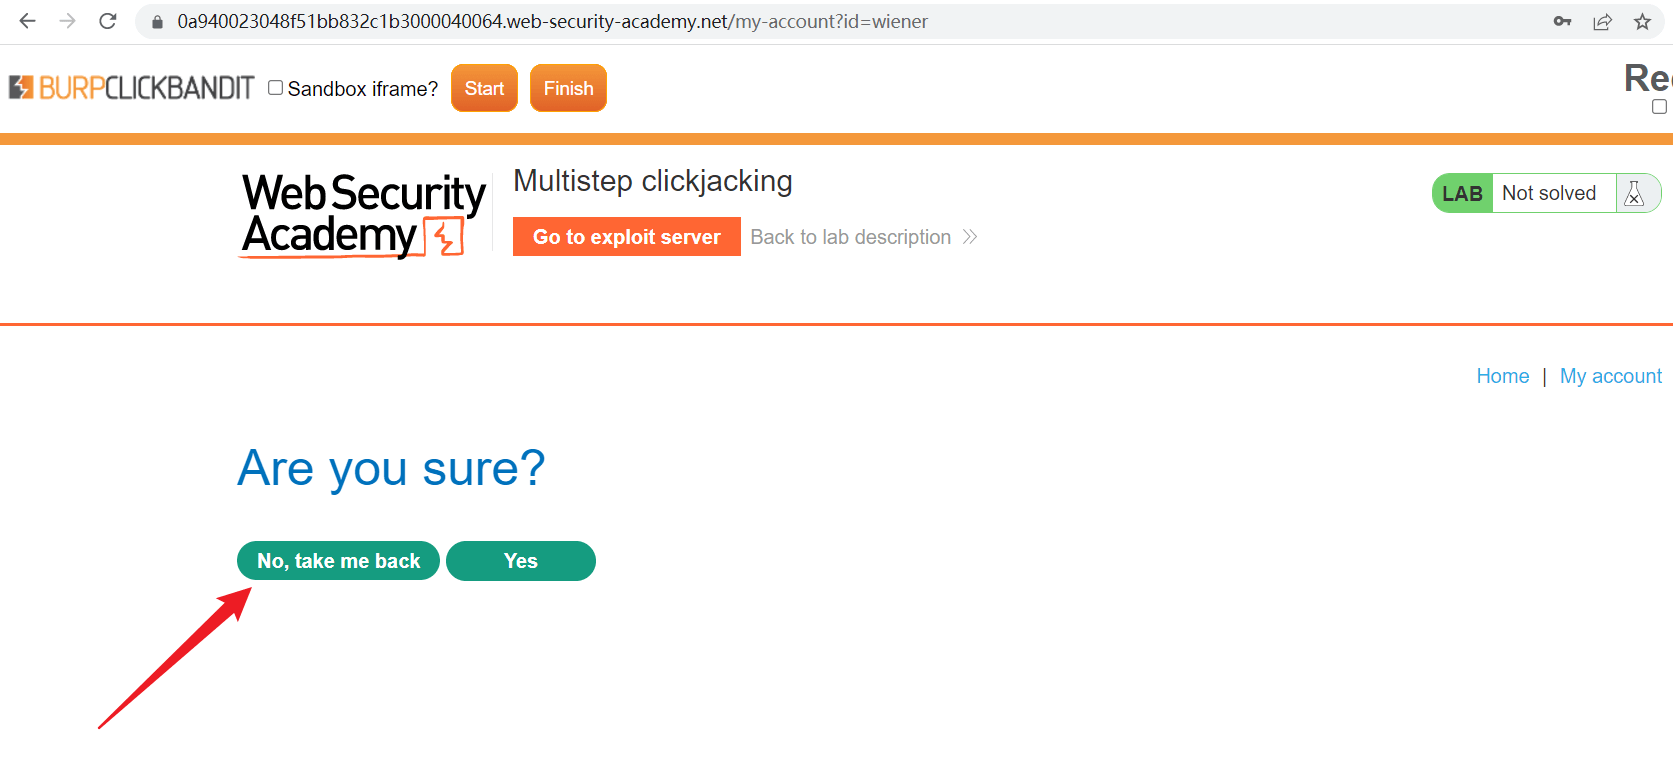 0a940023048f51bb832c1b3000040064.web-security-academy.net/my-account?id=wiener
BURPCLICKBANDIT Sandbox iframe? Start Finish Re
WebSecurity Academy
Multistep clickjacking
Go to exploit server Back to lab description
LAB Not solved
Home | My account
Are you sure?
No, take me back Yes